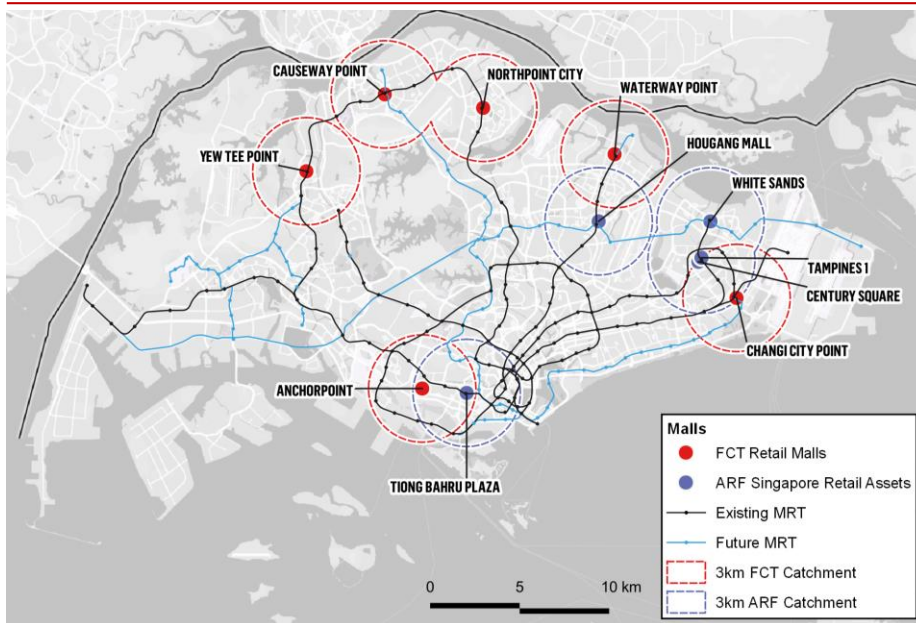 CAUSEWAY POINT
NORTHPOINT CITY
WATERWAY POINT
YEW TEE POINT
HOUGANG MALL
WHITE SANDS
TAMPINES 1
CENTURY SQUARE
CHANGI CITY POINT
ANCHORPOINT
TIONG BAHRU PLAZA
Malls
FCT Retail Malls
ARF Singapore Retail Assets
Existing MRT
Future MRT
3km FCT Catchment
3km ARF Catchment
0 5 10 km